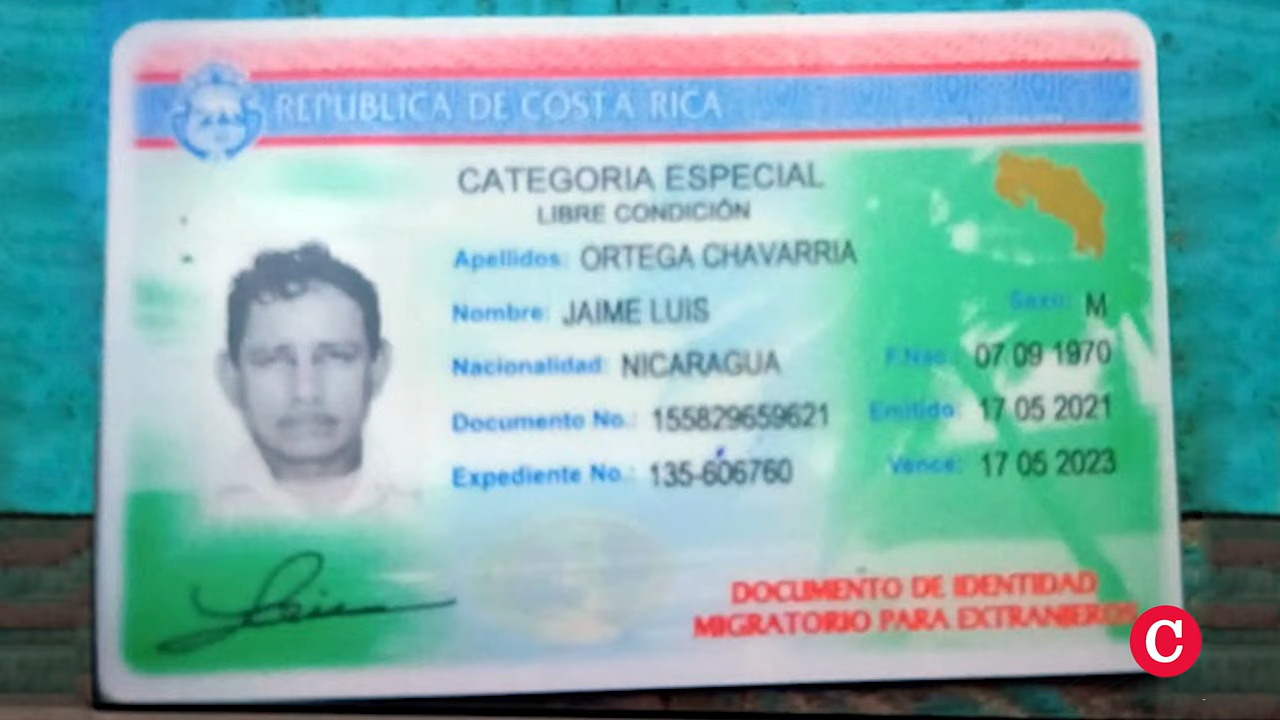 REPUBLICA DE COSTA RICA
CATEGORIA ESPECIAL
LIBRE CONDICIÓN
Apellidos: ORTEGA CHAVARRIA
Nombre: JAIME LUIS Sexo: M
Nacionalidad: NICARAGUA F.Nac.: 07 09 1970
Documento No.: 155829659621 Emitido: 17 05 2021
Expediente No.: 135-606760 Vence: 17 05 2023
DOCUMENTO DE IDENTIDAD
MIGRATORIO PARA EXTRANJEROS
C